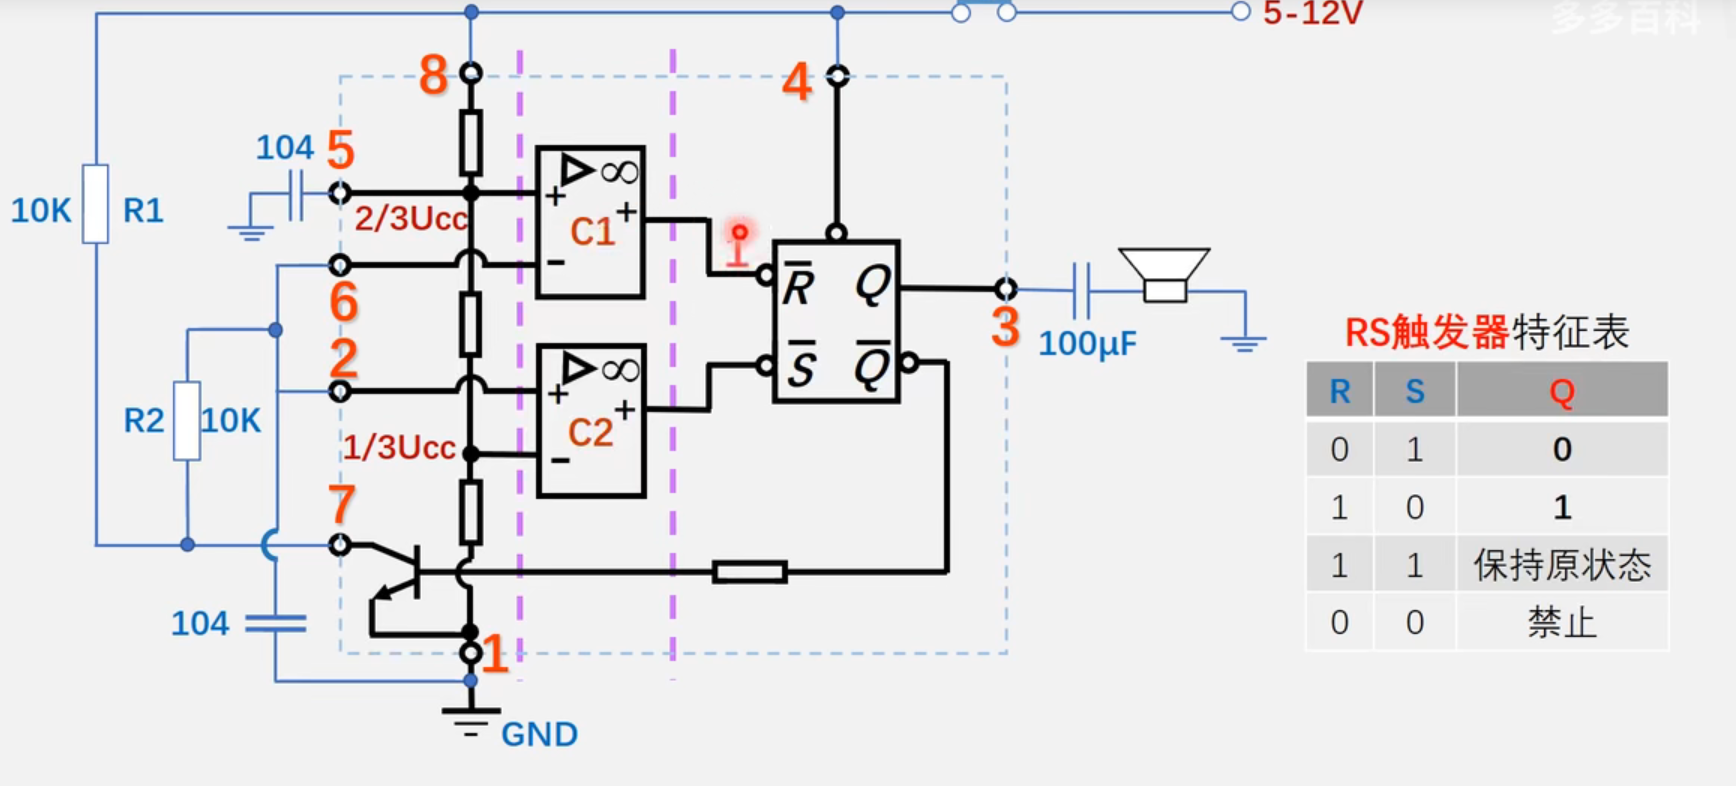 5-12V
多多百科
8
4
104
5
10K
R1
2/3Ucc
+
∞
+
C1
-
1
R
Q
6
3
100μF
2
R2
10K
+
∞
+
C2
-
S
Q
1/3Ucc
7
104
1
GND
RS触发器特征表
R S Q
0 1 0
1 0 1
1 1 保持原状态
0 0 禁止